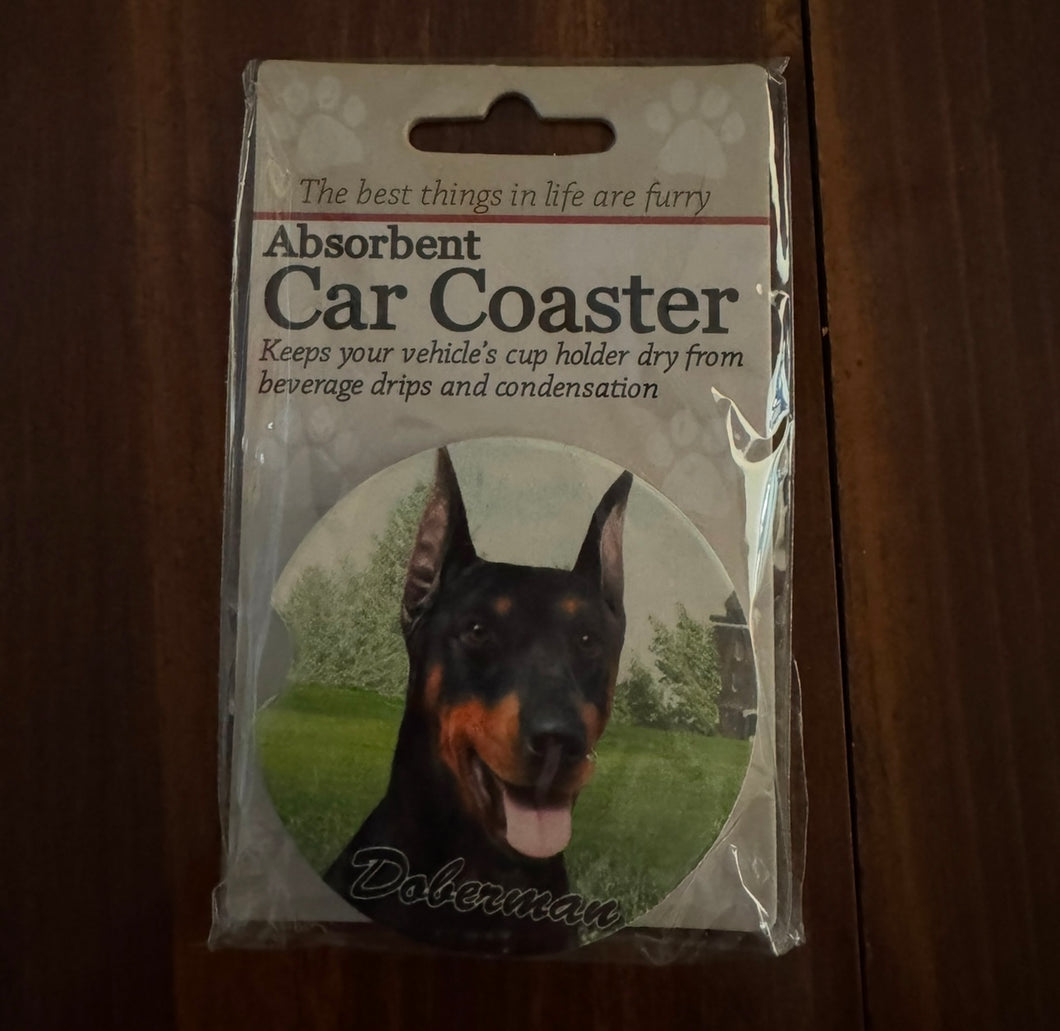 The best things in life are furry
Absorbent
Car Coaster
Keeps your vehicle's cup holder dry from
beverage drips and condensation
Doberman